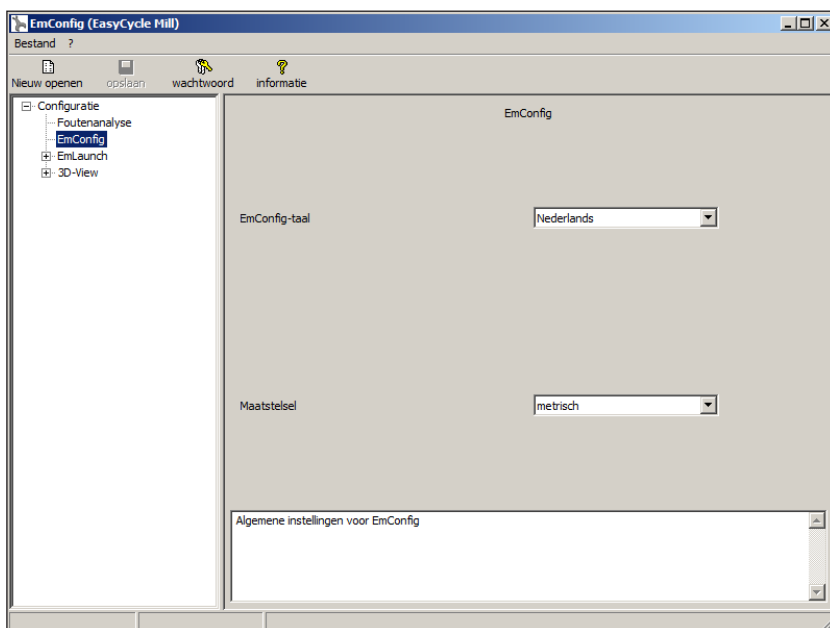 EmConfig (EasyCycle Mill)
Bestand ?
Nieuw openen opslaan wachtwoord informatie
Configuratie
Foutenanalyse
EmConfig
EmLaunch
3D-View
EmConfig
EmConfig-taal Nederlands
Maatstelsel metrisch
Algemene instellingen voor EmConfig